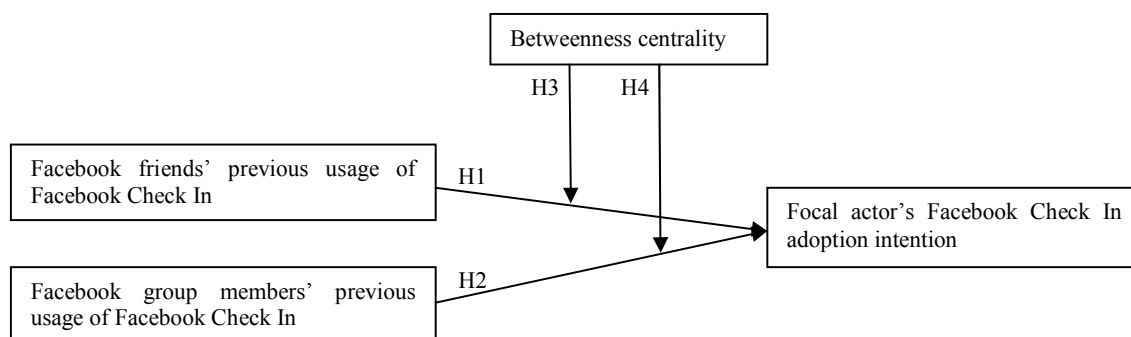 Betweenness centrality
H3
H4
Facebook friends’ previous usage of
Facebook Check In
H1
Focal actor’s Facebook Check In
adoption intention
H2
Facebook group members’ previous
usage of Facebook Check In